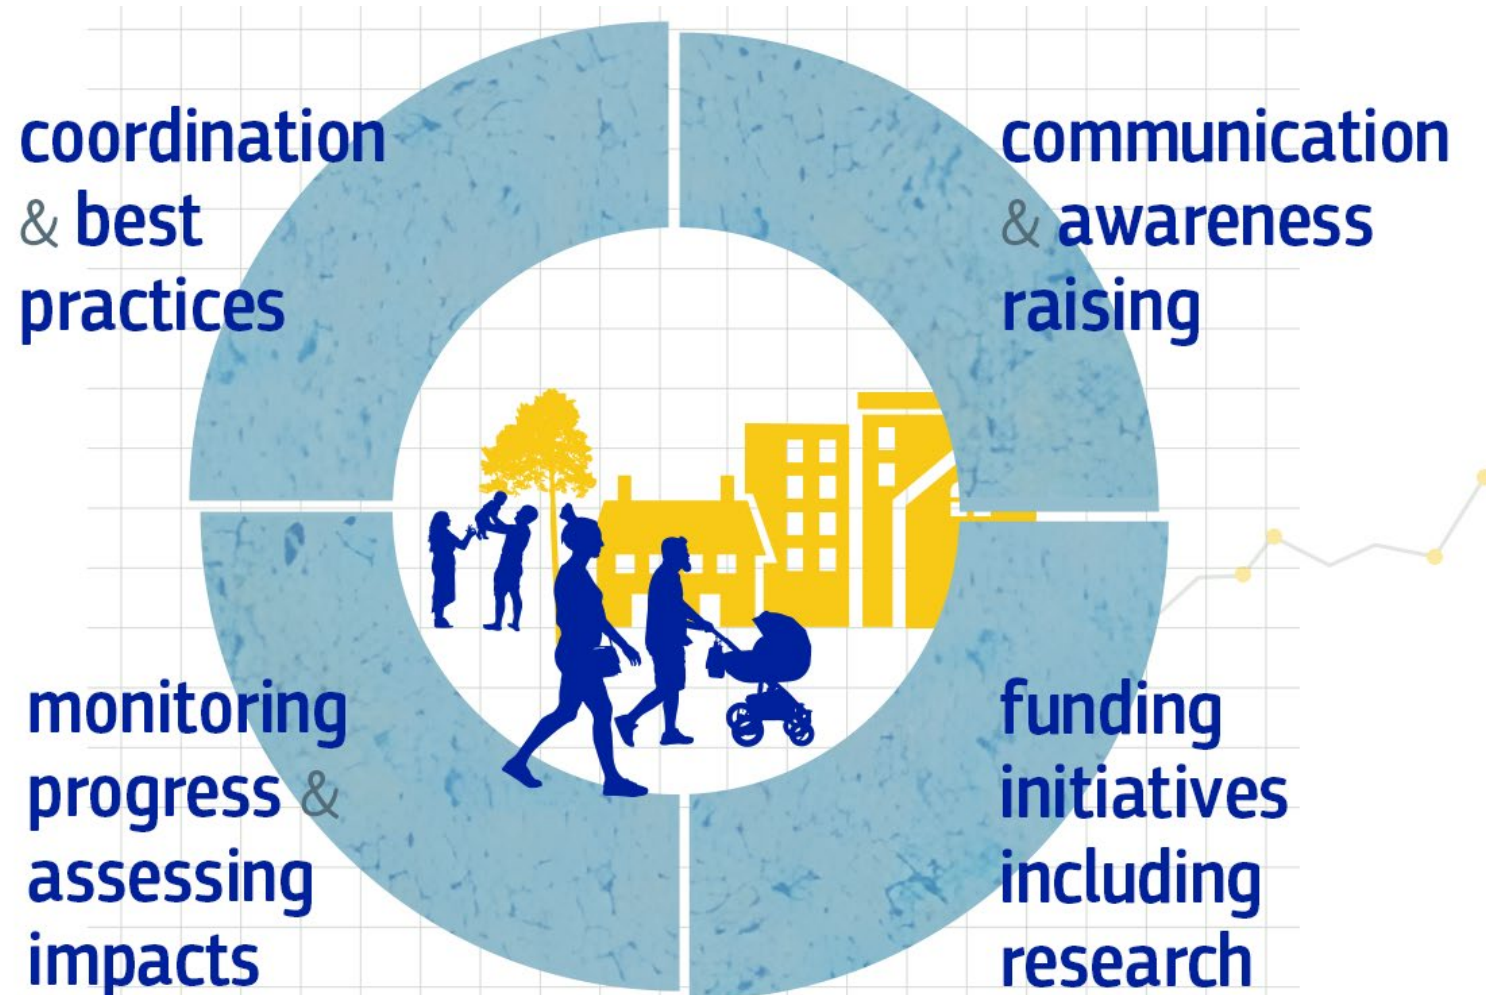 coordination
& best
practices
communication
& awareness
raising
monitoring
progress &
assessing
impacts
funding
initiatives
including
research